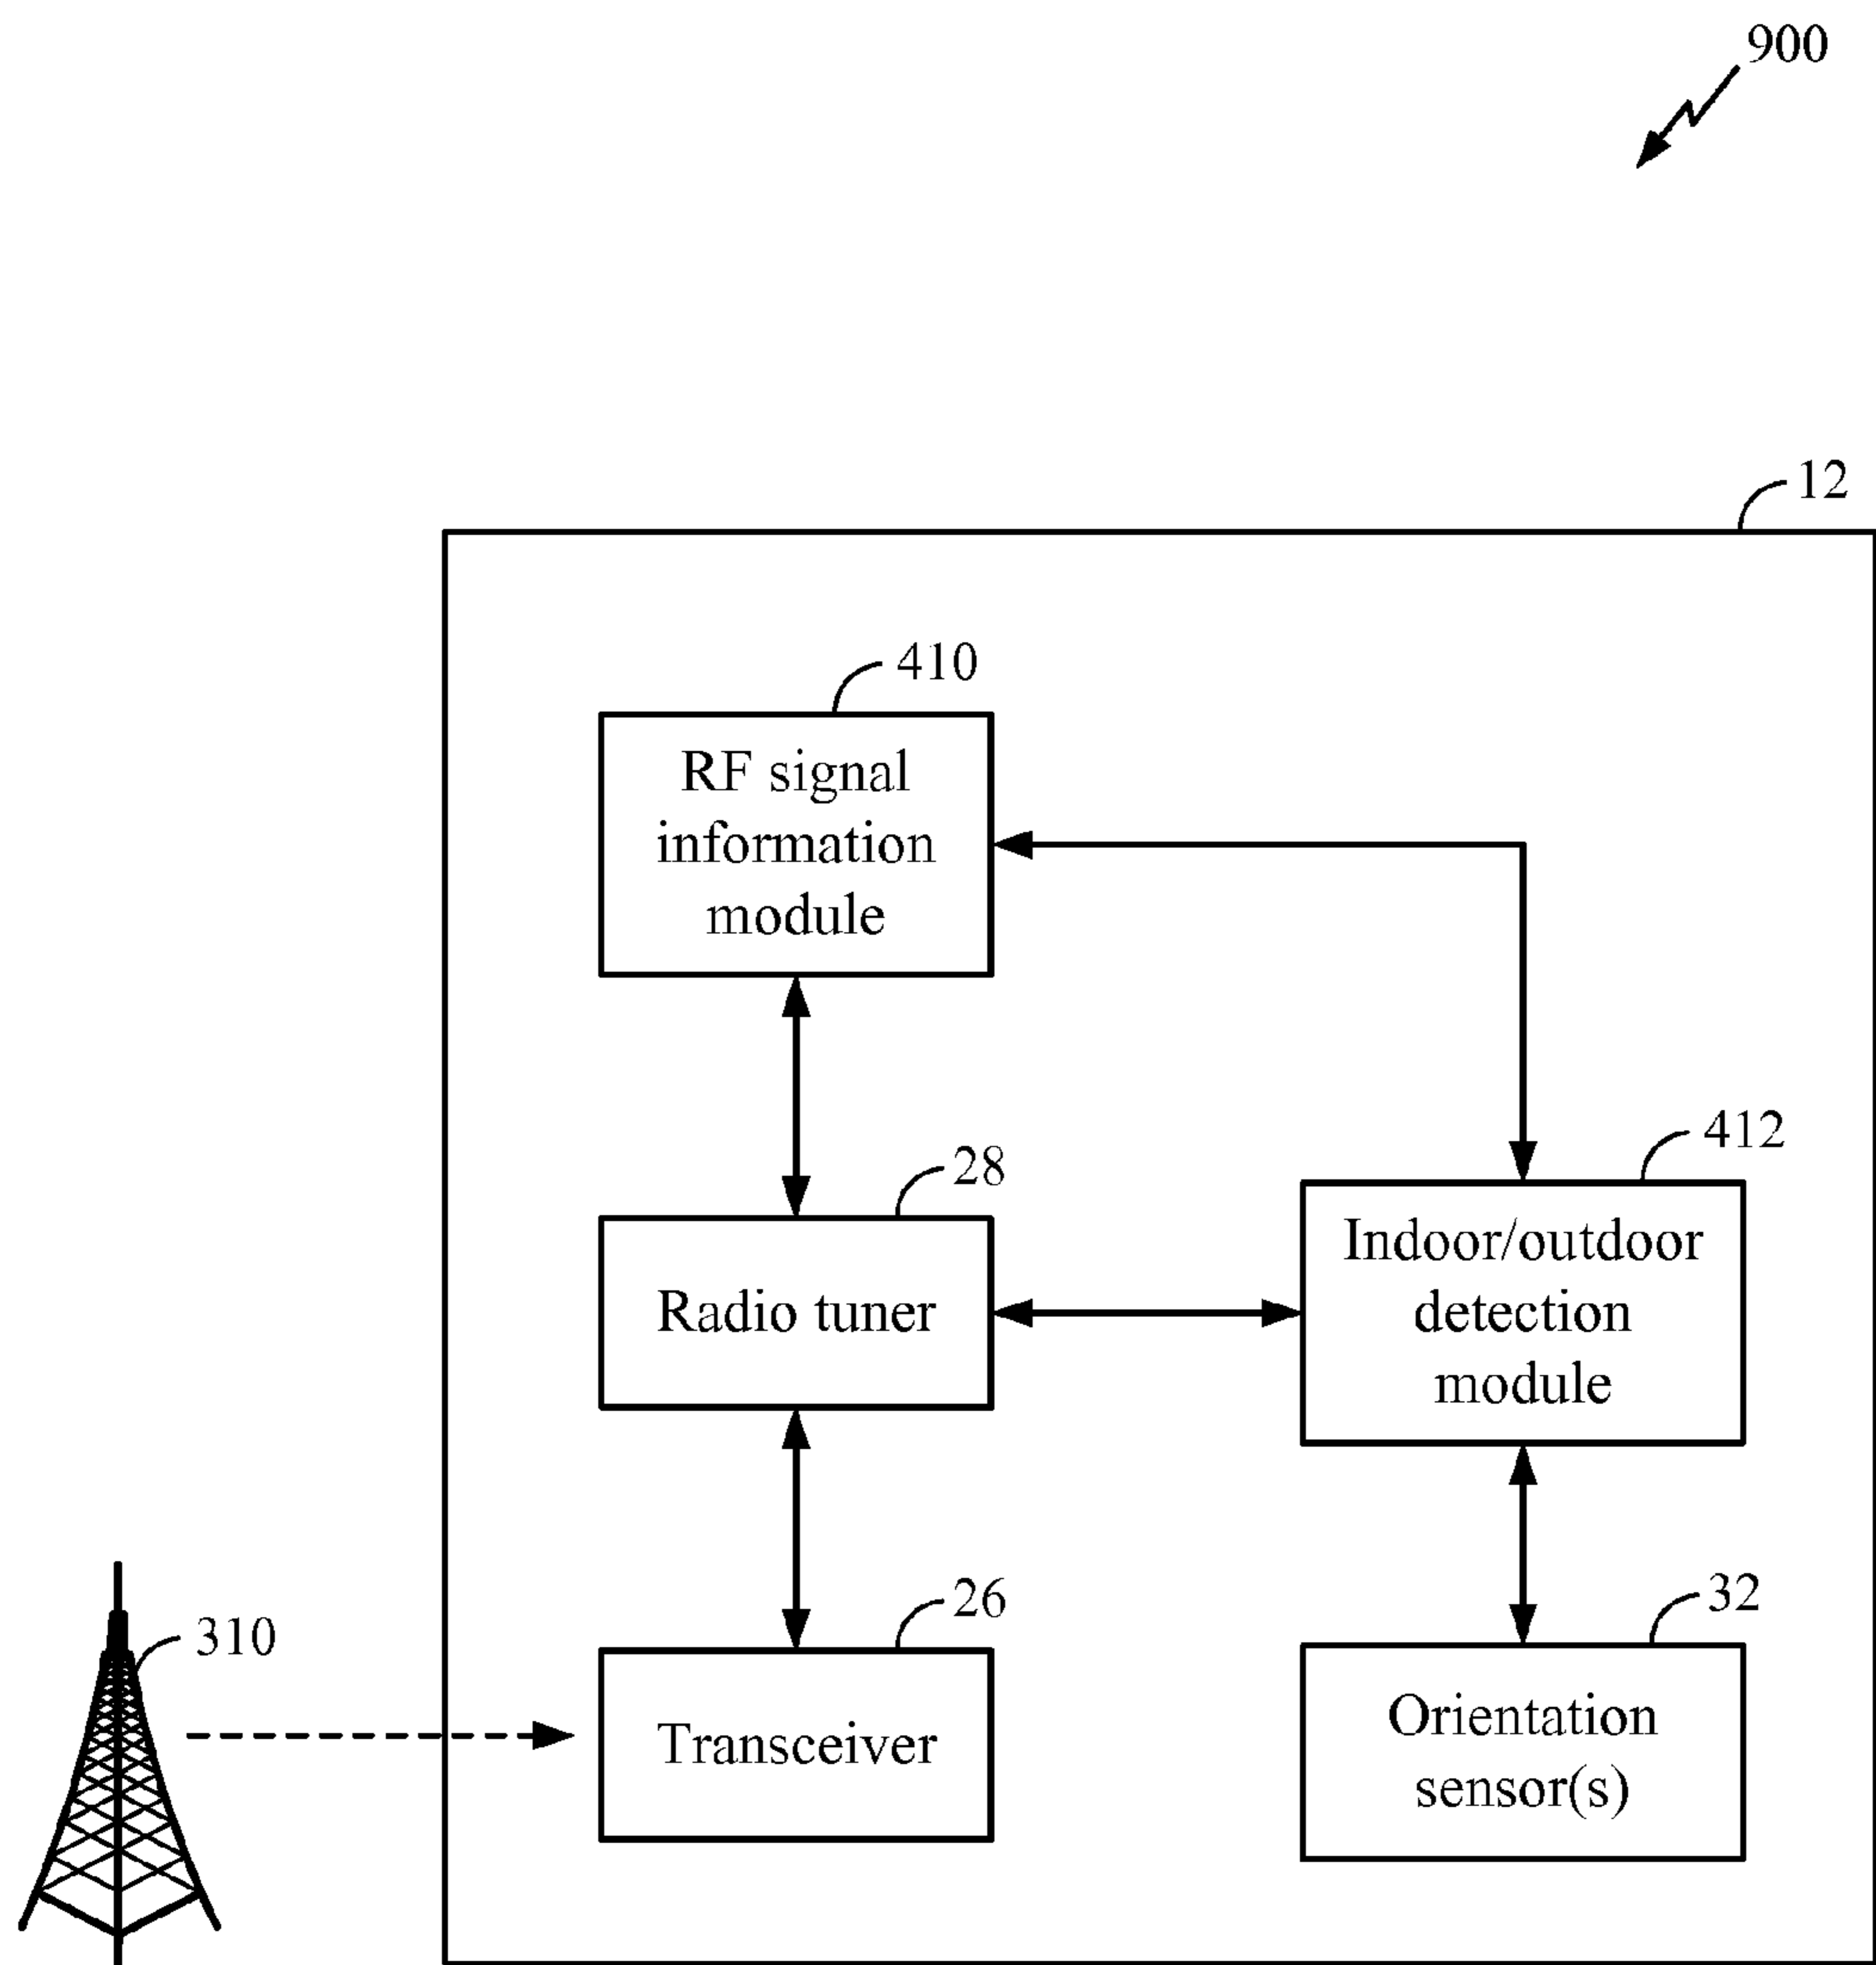 900
12
410
RF signal
information
module
412
28
Indoor/outdoor
detection
module
Radio tuner
26
32
310
Transceiver
Orientation
sensor(s)